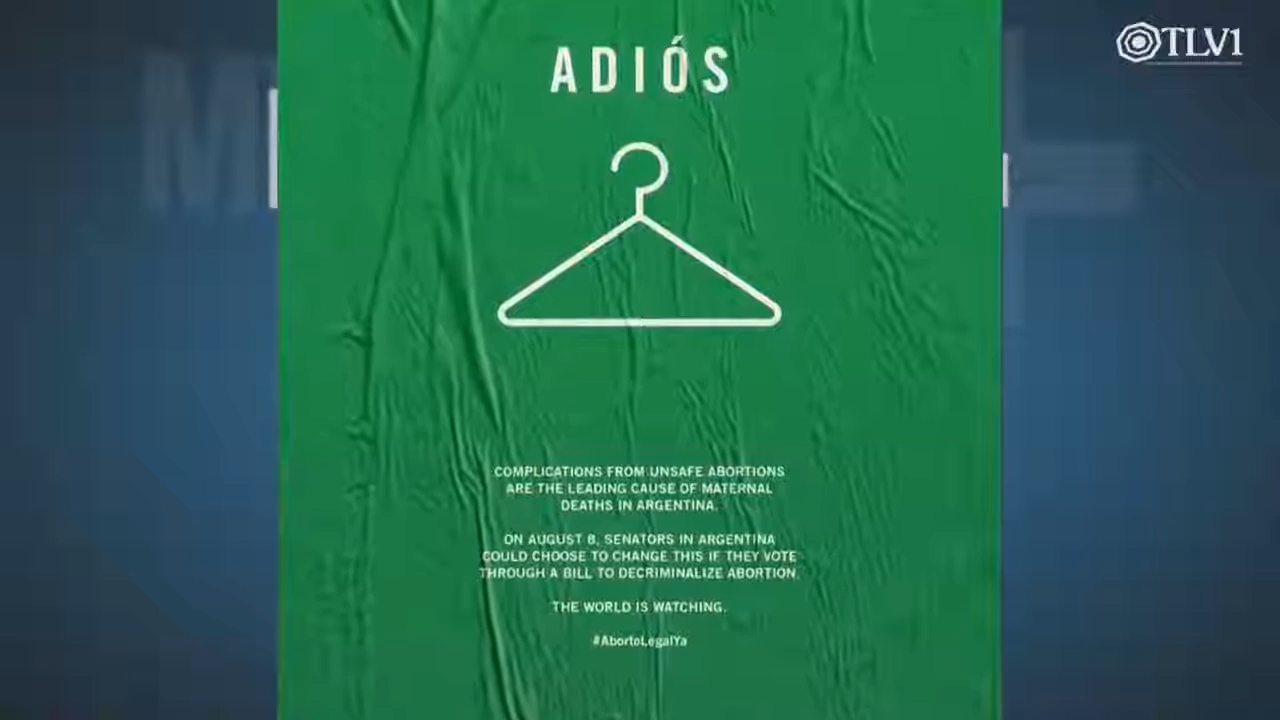 TLV1
ADIÓS
COMPLICATIONS FROM UNSAFE ABORTIONS
ARE THE LEADING CAUSE OF MATERNAL
DEATHS IN ARGENTINA.
ON AUGUST 8, SENATORS IN ARGENTINA
COULD CHOOSE TO CHANGE THIS IF THEY VOTE
THROUGH A BILL TO DECRIMINALIZE ABORTION.
THE WORLD IS WATCHING.
#AbortoLegalYa